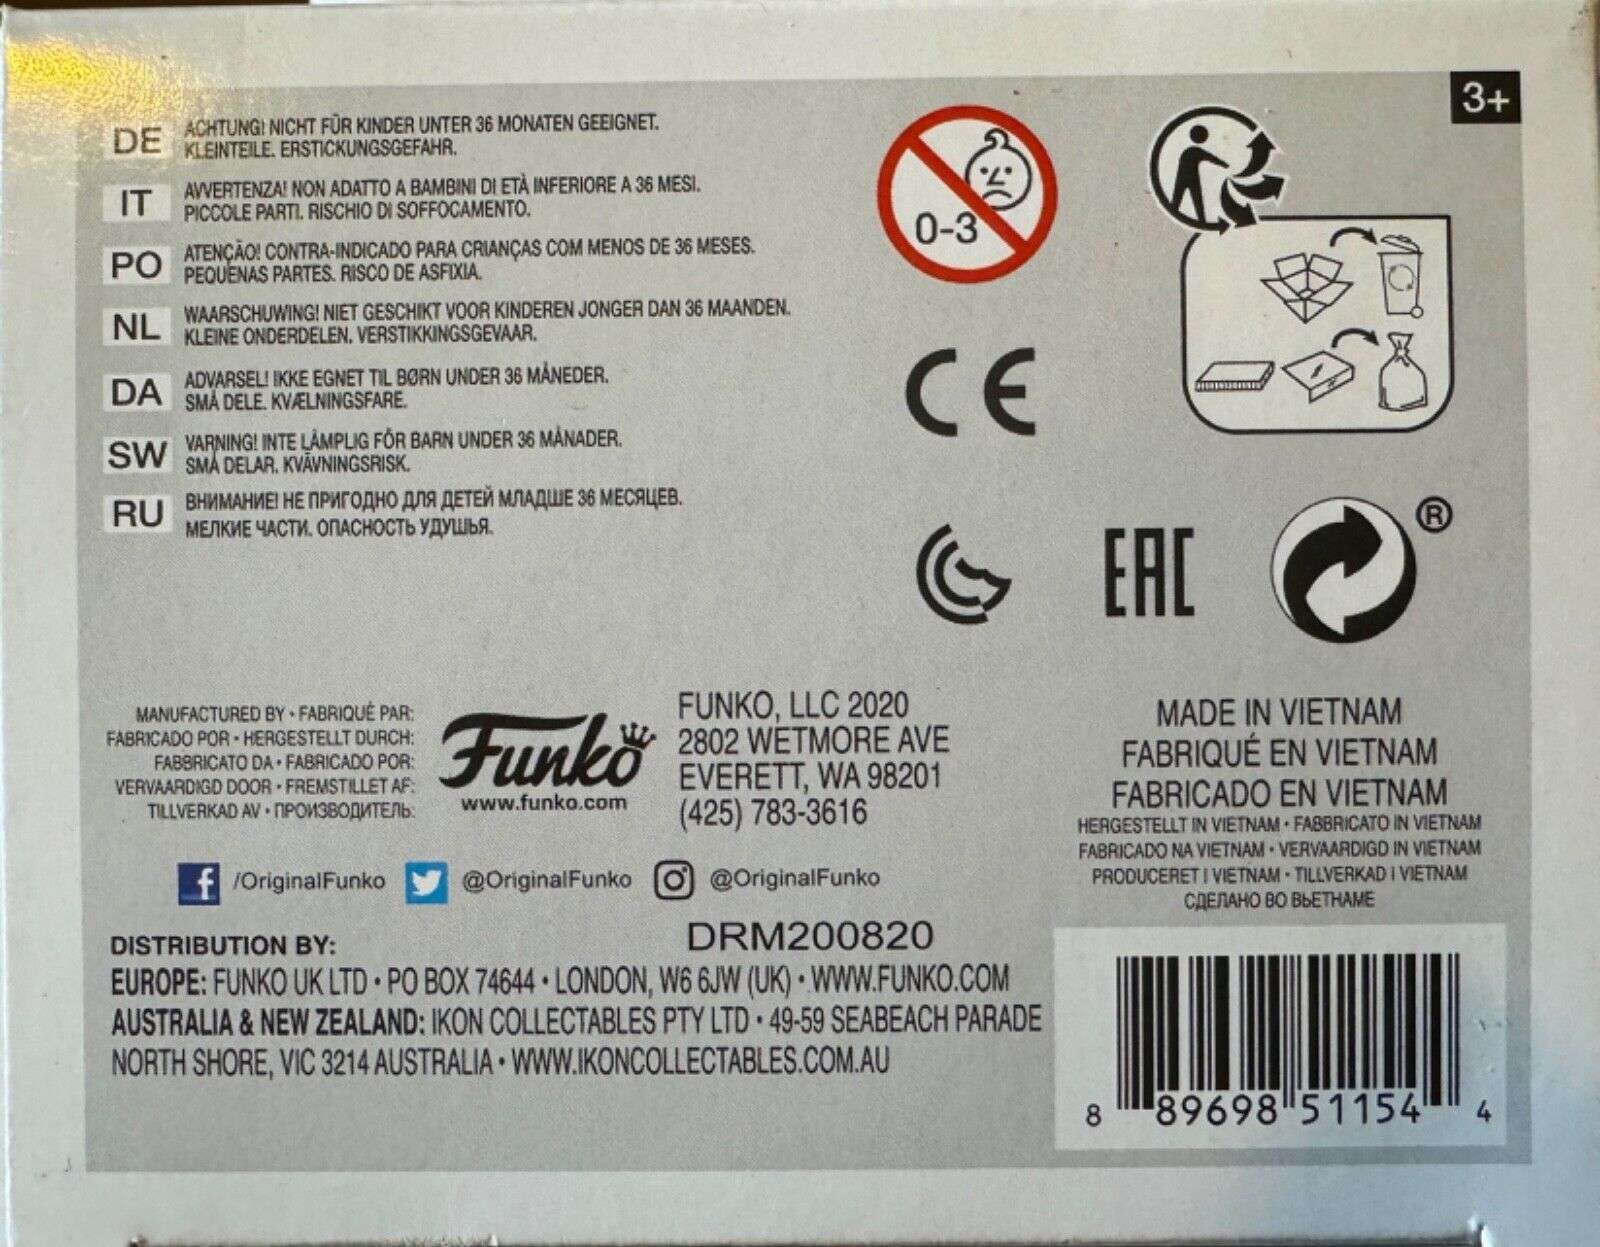 3+
DE ACHTUNG! NICHT FÜR KINDER UNTER 36 MONATEN GEEIGNET.
KLEINTEILE. ERSTICKUNGSGEFAHR.
IT AVVERTENZA! NON ADATTO A BAMBINI DI ETÀ INFERIORE A 36 MESI.
PICCOLE PARTI. RISCHIO DI SOFFOCAMENTO.
PO ATENÇÃO! CONTRA-INDICADO PARA CRIANÇAS COM MENOS DE 36 MESES.
PEQUENAS PARTES. RISCO DE ASFIXIA.
NL WAARSCHUWING! NIET GESCHIKT VOOR KINDEREN JONGER DAN 36 MAANDEN.
KLEINE ONDERDELEN. VERSTIKKINGSGEVAAR.
DA ADVARSEL! IKKE EGNET TIL BØRN UNDER 36 MÅNEDER.
SMÅ DELE. KVÆLNINGSFARE.
SW VARNING! INTE LÄMPLIG FÖR BARN UNDER 36 MÅNADER.
SMÅ DELAR. KVÄVNINGSRISK.
RU ВНИМАНИЕ! НЕ ПРИГОДНО ДЛЯ ДЕТЕЙ МЛАДШЕ 36 МЕСЯЦЕВ.
МЕЛКИЕ ЧАСТИ. ОПАСНОСТЬ УДУШЬЯ.
0-3
CE
EAC
®
MANUFACTURED BY • FABRIQUÉ PAR:
FABRICADO POR • HERGESTELLT DURCH:
FABBRICATO DA • FABRICADO POR:
VERVAARDIGD DOOR • FREMSTILLET AF:
TILLVERKAD AV • ПРОИЗВОДИТЕЛЬ:
Funko
www.funko.com
FUNKO, LLC 2020
2802 WETMORE AVE
EVERETT, WA 98201
(425) 783-3616
MADE IN VIETNAM
FABRIQUÉ EN VIETNAM
FABRICADO EN VIETNAM
HERGESTELLT IN VIETNAM • FABBRICATO IN VIETNAM
FABRICADO NA VIETNAM • VERVAARDIGD IN VIETNAM
PRODUCERET I VIETNAM • TILLVERKAD I VIETNAM
СДЕЛАНО ВО ВЬЕТНАМЕ
f /OriginalFunko @OriginalFunko @OriginalFunko
DRM200820
DISTRIBUTION BY:
EUROPE: FUNKO UK LTD • PO BOX 74644 • LONDON, W6 6JW (UK) • WWW.FUNKO.COM
AUSTRALIA & NEW ZEALAND: IKON COLLECTABLES PTY LTD • 49-59 SEABEACH PARADE
NORTH SHORE, VIC 3214 AUSTRALIA • WWW.IKONCOLLECTABLES.COM.AU
8 89698 51154 4